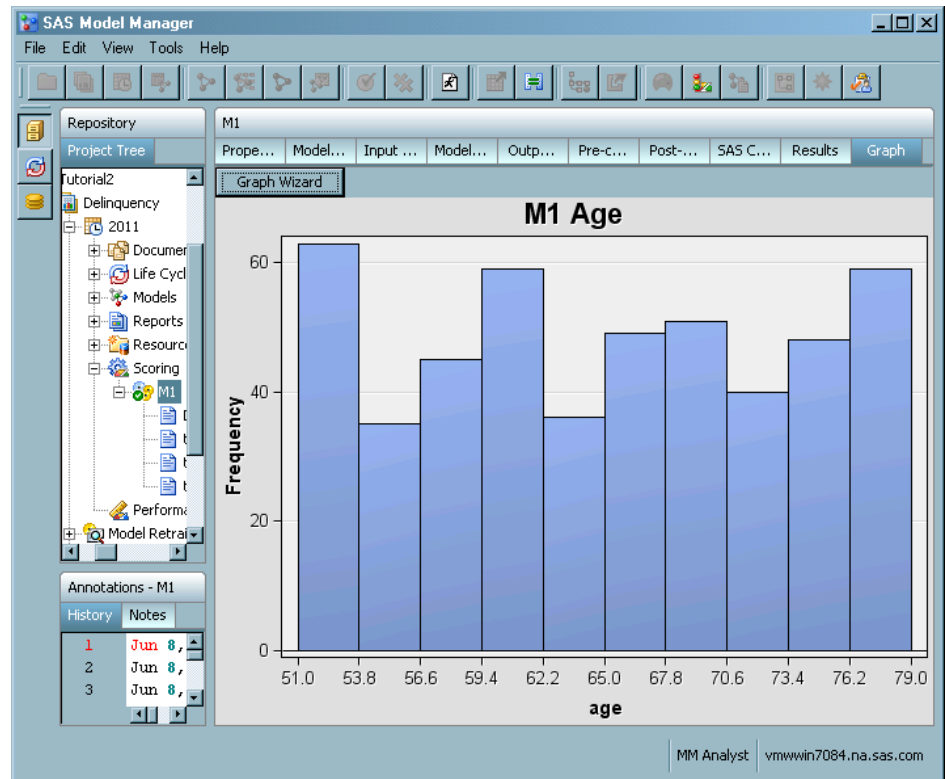 SAS Model Manager
File Edit View Tools Help
Repository
Project Tree
Tutorial2
Delinquency
2011
Documer
Life Cycl
Models
Reports
Resource
Scoring
M1
Performa
Model Retrai
Annotations - M1
History Notes
1 Jun 8,
2 Jun 8,
3 Jun 8,
M1
Prope... Model... Input ... Model... Outp... Pre-c... Post-... SAS C... Results Graph
Graph Wizard
M1 Age
Frequency
60
40
20
0
51.0 53.8 56.6 59.4 62.2 65.0 67.8 70.6 73.4 76.2 79.0
age
MM Analyst vmwwin7084.na.sas.com